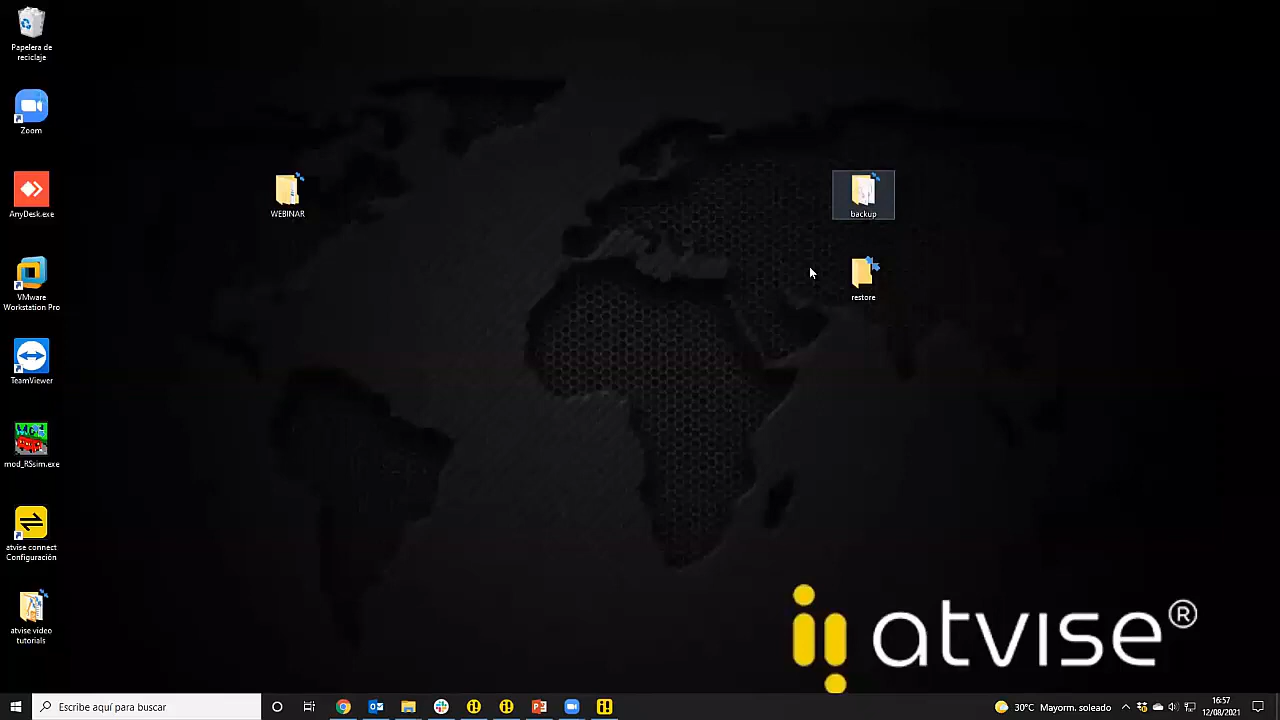 Papelera de
reciclaje
Zoom
AnyDesk.exe
VMware
Workstation Pro
TeamViewer
mod_RSsim.exe
atvise connect
Configuración
atvise video
tutorials
WEBINAR
backup
restore
atvise®
Escribe aquí para buscar
30°C Mayorm. soleado
16:57
12/08/2021